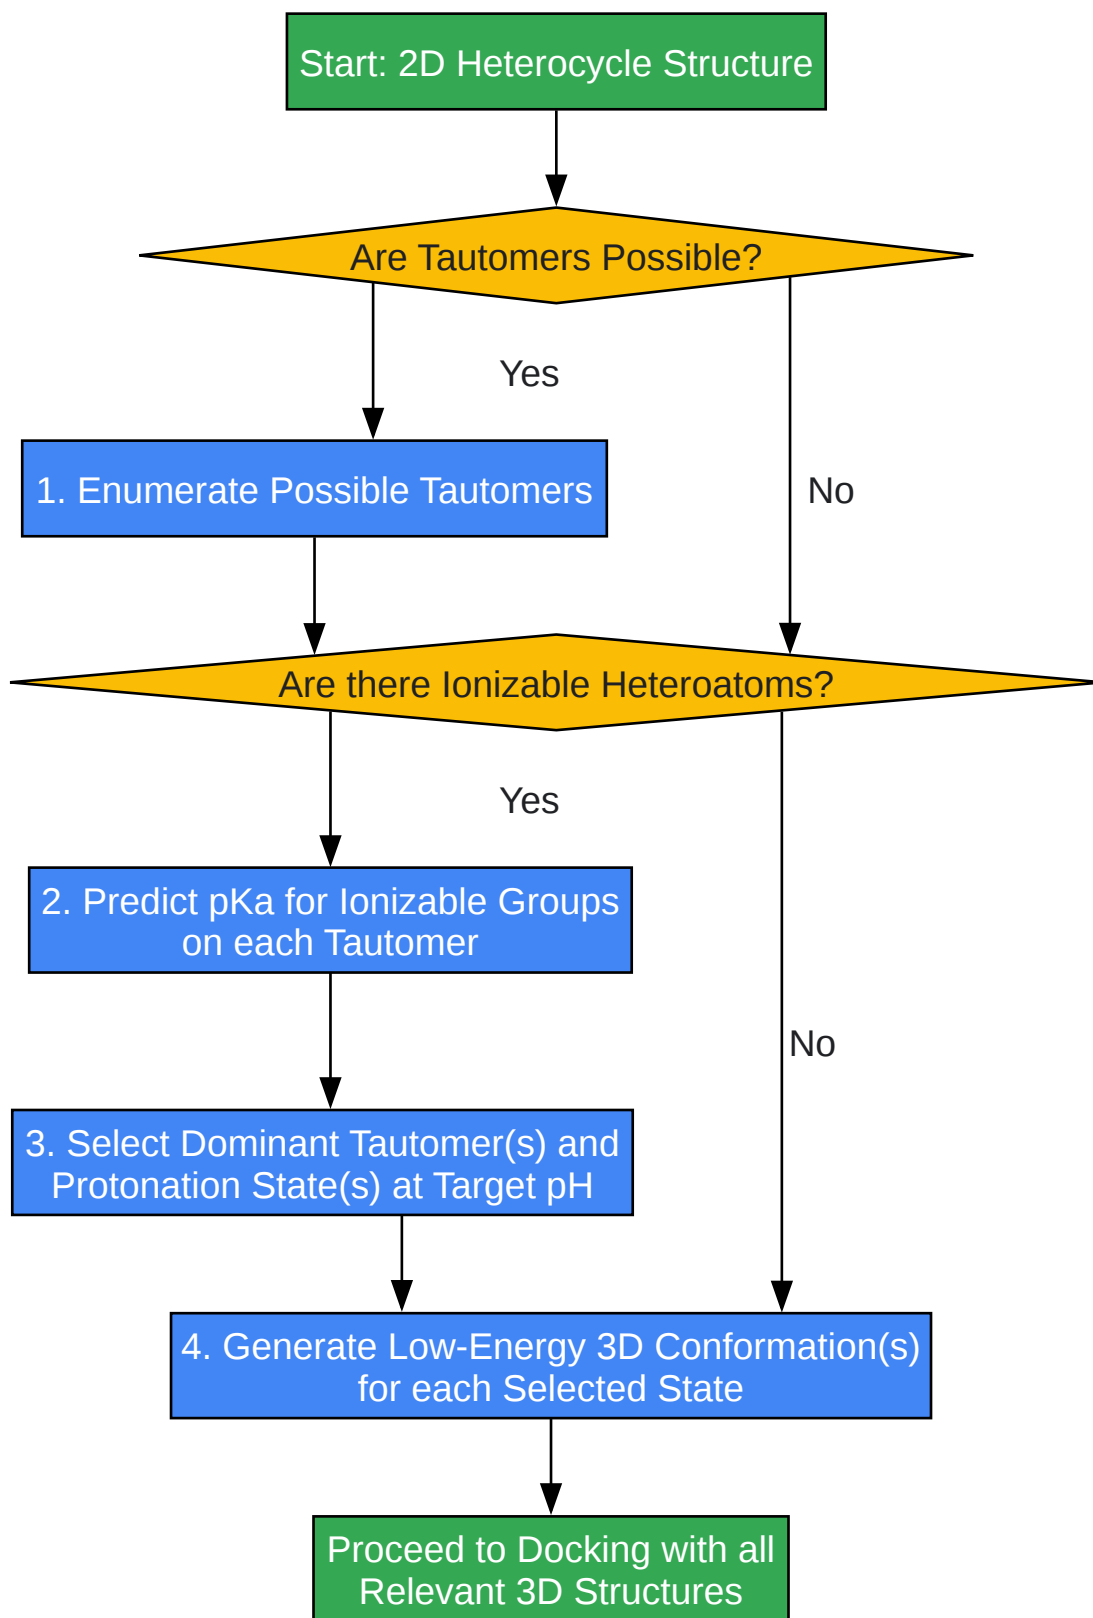 Start: 2D Heterocycle Structure
Are Tautomers Possible?
Yes
1. Enumerate Possible Tautomers
No
Are there Ionizable Heteroatoms?
Yes
2. Predict pKa for Ionizable Groups
on each Tautomer
No
3. Select Dominant Tautomer(s) and
Protonation State(s) at Target pH
4. Generate Low-Energy 3D Conformation(s)
for each Selected State
Proceed to Docking with all
Relevant 3D Structures